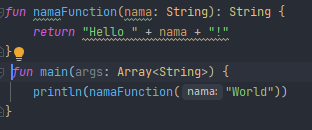 fun namaFunction(nama: String): String {
return "Hello " + nama + "!"
}
fun main(args: Array<String>) {
println(namaFunction( nama: "World"))
}